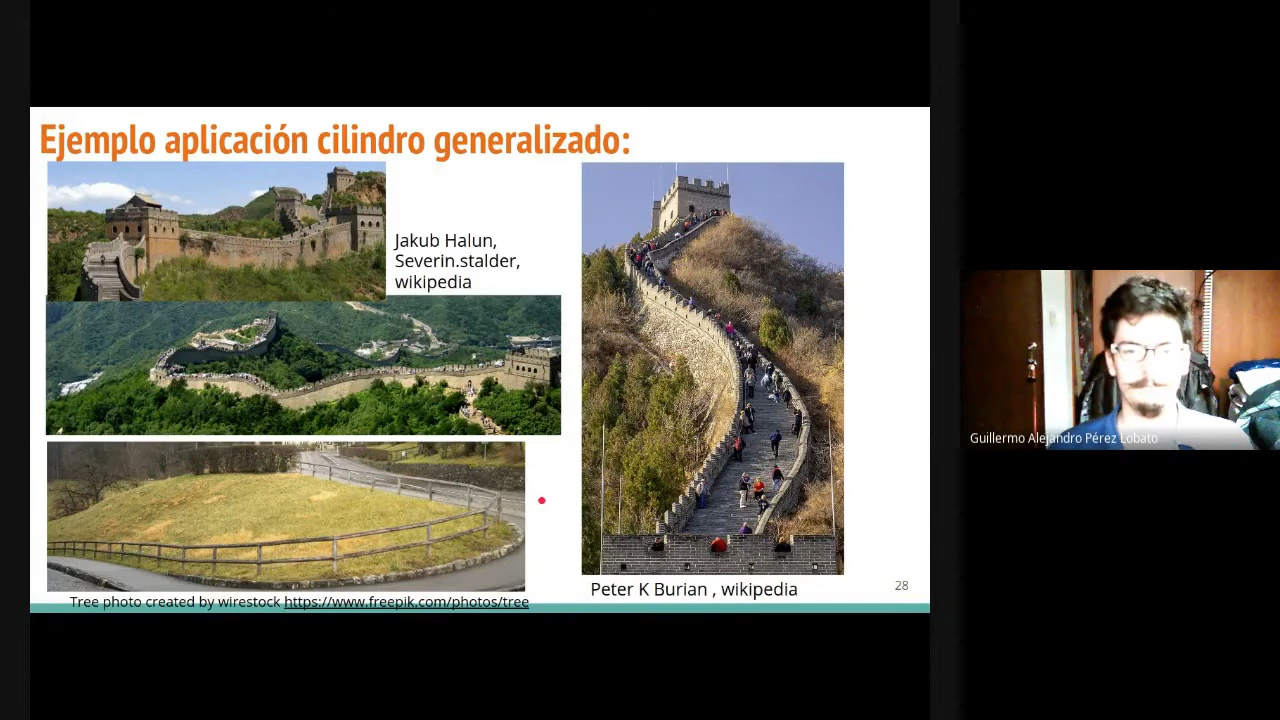 Ejemplo aplicación cilindro generalizado:
Jakub Halun,
Severin.stalder,
wikipedia
Tree photo created by wirestock https://www.freepik.com/photos/tree
Peter K Burian , wikipedia
28
Guillermo Alejandro Pérez Lobato